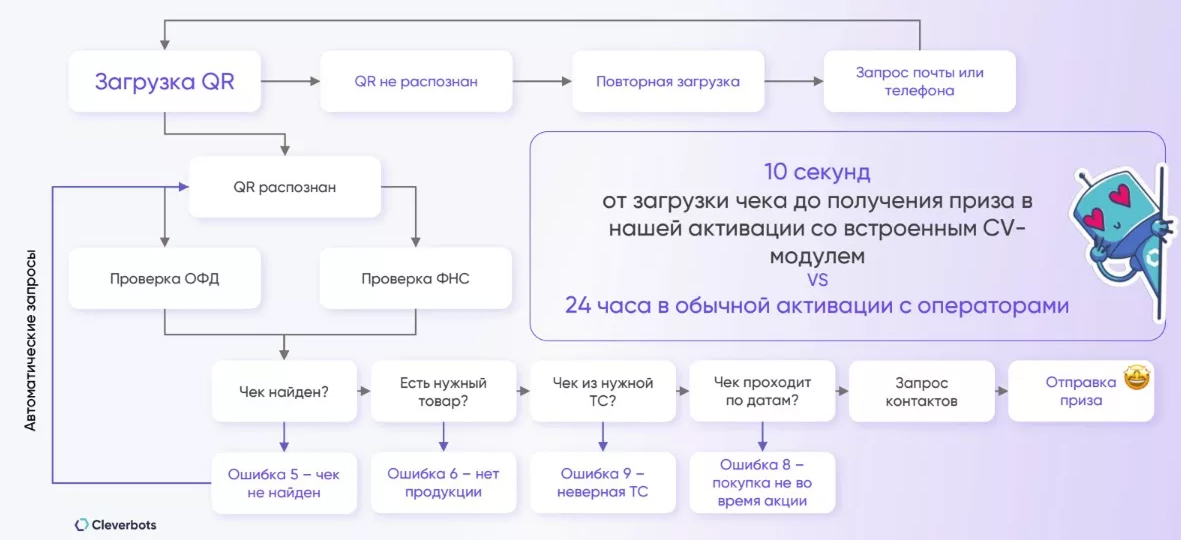 Загрузка QR
QR не распознан
Повторная загрузка
Запрос почты или
телефона
QR распознан
10 секунд
от загрузки чека до получения приза в
нашей активации со встроенным CV-
модулем
VS
24 часа в обычной активации с операторами
Автоматические запросы
Проверка ОФД
Проверка ФНС
Чек найден?
Есть нужный
товар?
Чек из нужной
ТС?
Чек проходит
по датам?
Запрос
контактов
Отправка
приза
Ошибка 5 – чек
не найден
Ошибка 6 – нет
продукции
Ошибка 9 –
неверная ТС
Ошибка 8 –
покупка не во
время акции
Cleverbots